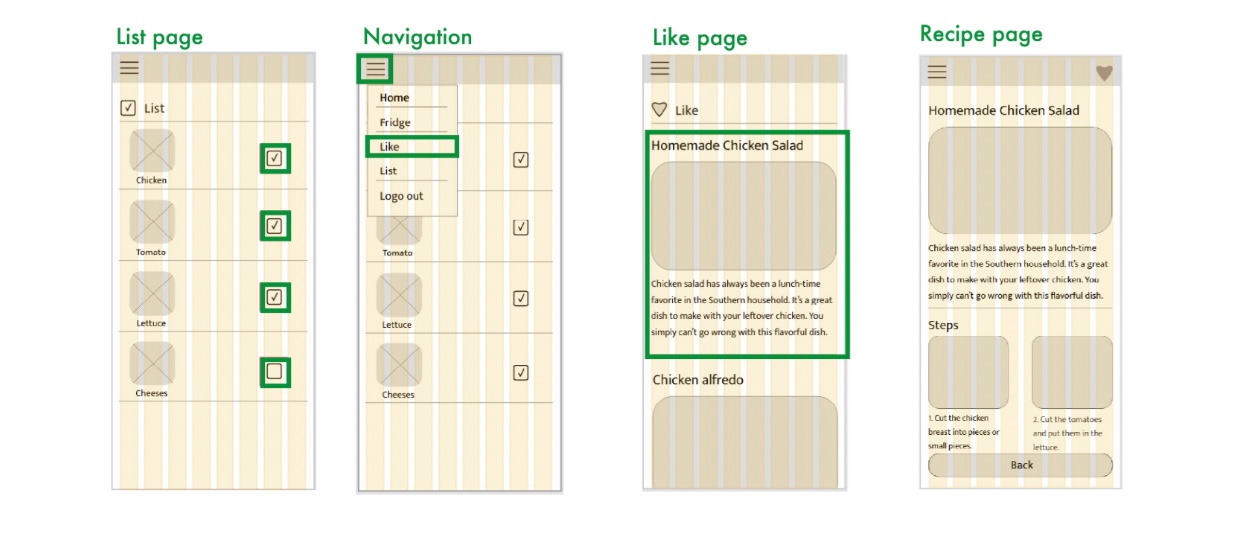 List page
List
Chicken
Tomato
Lettuce
Cheeses
Navigation
Home
Fridge
Like
List
Logo out
Tomato
Lettuce
Cheeses
Like page
Like
Homemade Chicken Salad
Chicken salad has always been a lunch-time
favorite in the Southern household. It's a great
dish to make with your leftover chicken. You
simply can't go wrong with this flavorful dish.
Chicken alfredo
Recipe page
Homemade Chicken Salad
Chicken salad has always been a lunch-time
favorite in the Southern household. It's a great
dish to make with your leftover chicken. You
simply can't go wrong with this flavorful dish.
Steps
1. Cut the chicken
breast into pieces or
small pieces.
2. Cut the tomatoes
and put them in the
lettuce.
Back